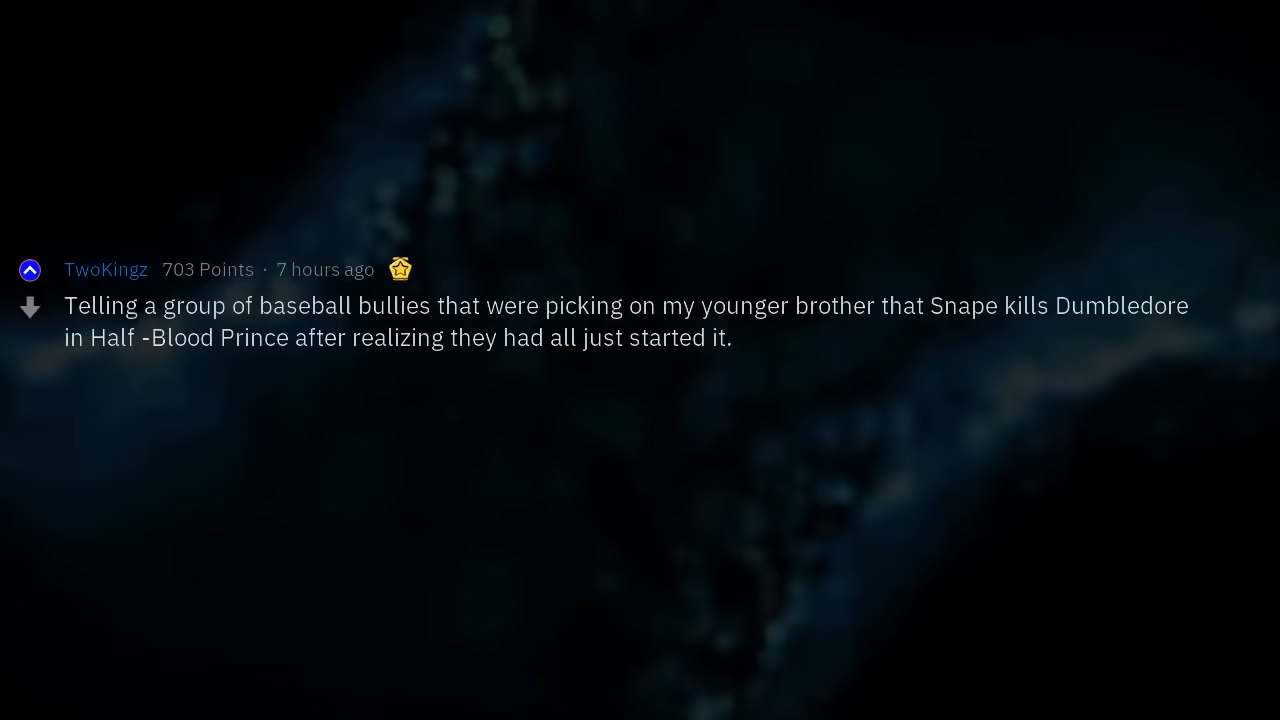 TwoKingz 703 Points · 7 hours ago
Telling a group of baseball bullies that were picking on my younger brother that Snape kills Dumbledore
in Half -Blood Prince after realizing they had all just started it.